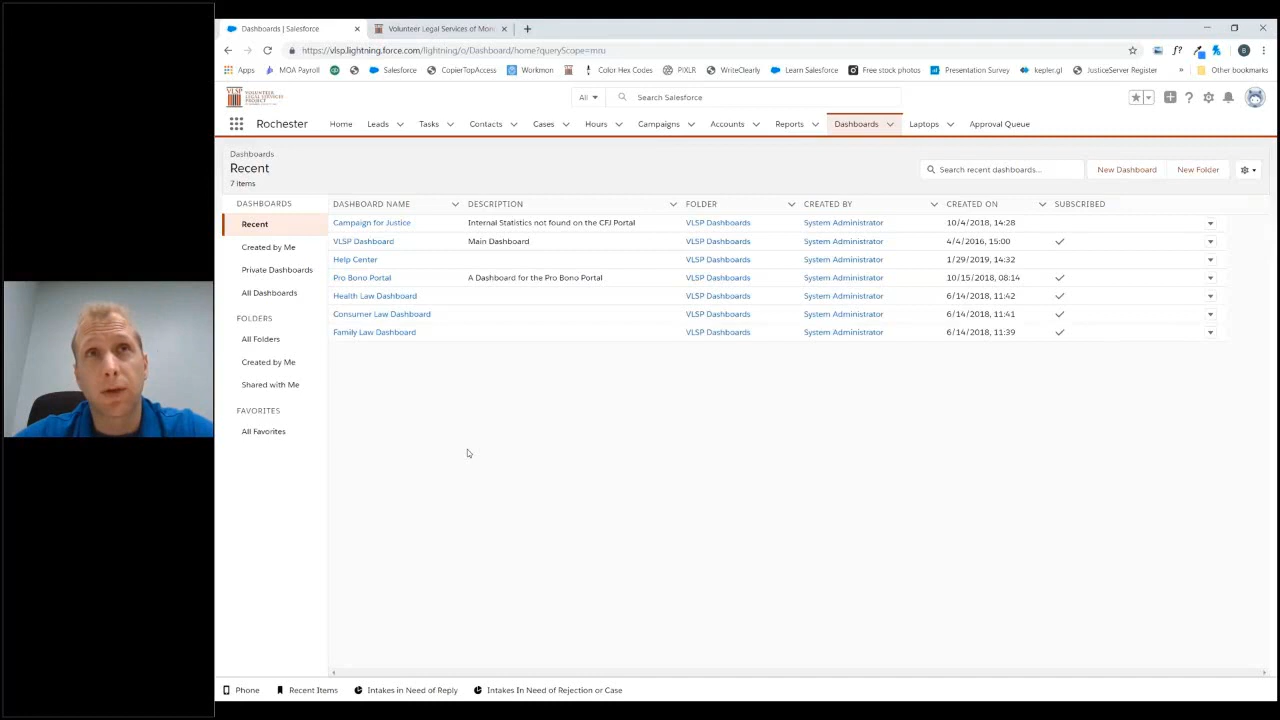 Dashboards | Salesforce
Volunteer Legal Services of Mon
https://vlsp.lightning.force.com/lightning/o/Dashboard/home?queryScope=mru
Apps MOA Payroll Salesforce CopierTopAccess Workmon Color Hex Codes PIXLR WriteClearly Learn Salesforce Free stock photos Presentation Survey kepler.gl JusticeServer Register » Other bookmarks
VLSP VOLUNTEER LEGAL SERVICES PROJECT
All Search Salesforce
Rochester Home Leads Tasks Contacts Cases Hours Campaigns Accounts Reports Dashboards Laptops Approval Queue
Dashboards
Recent
7 items
Search recent dashboards... New Dashboard New Folder
DASHBOARDS DASHBOARD NAME DESCRIPTION FOLDER CREATED BY CREATED ON SUBSCRIBED
Recent
Created by Me
Private Dashboards
All Dashboards
FOLDERS
All Folders
Created by Me
Shared with Me
FAVORITES
All Favorites
Campaign for Justice Internal Statistics not found on the CFJ Portal VLSP Dashboards System Administrator 10/4/2018, 14:28
VLSP Dashboard Main Dashboard VLSP Dashboards System Administrator 4/4/2016, 15:00
Help Center VLSP Dashboards System Administrator 1/29/2019, 14:32
Pro Bono Portal A Dashboard for the Pro Bono Portal VLSP Dashboards System Administrator 10/15/2018, 08:14
Health Law Dashboard VLSP Dashboards System Administrator 6/14/2018, 11:42
Consumer Law Dashboard VLSP Dashboards System Administrator 6/14/2018, 11:41
Family Law Dashboard VLSP Dashboards System Administrator 6/14/2018, 11:39
Phone Recent Items Intakes in Need of Reply Intakes In Need of Rejection or Case